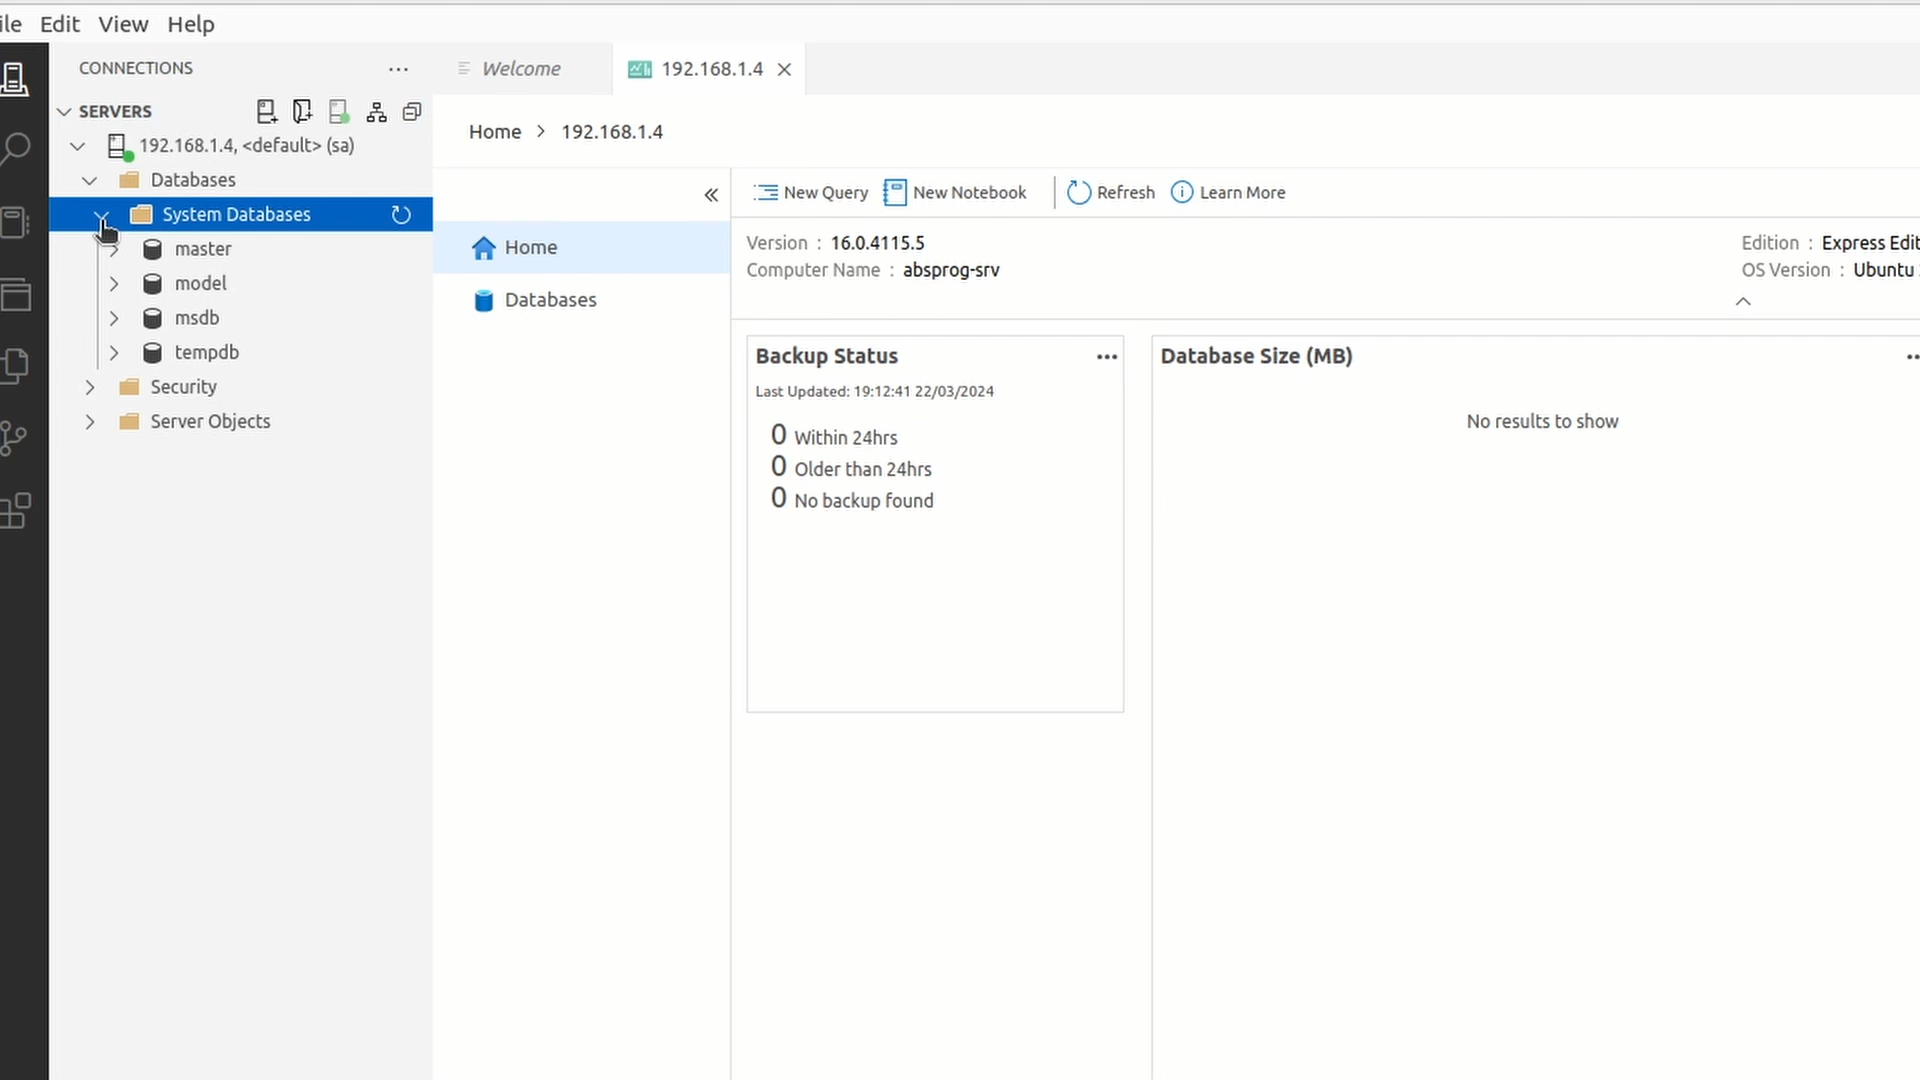 ile Edit View Help
CONNECTIONS
Welcome
192.168.1.4
SERVERS
192.168.1.4, <default> (sa)
Databases
System Databases
master
model
msdb
tempdb
Security
Server Objects
Home > 192.168.1.4
New Query New Notebook Refresh Learn More
Home
Databases
Version : 16.0.4115.5
Computer Name : absprog-srv
Edition : Express Edit
OS Version : Ubuntu
Backup Status
Last Updated: 19:12:41 22/03/2024
0 Within 24hrs
0 Older than 24hrs
0 No backup found
Database Size (MB)
No results to show